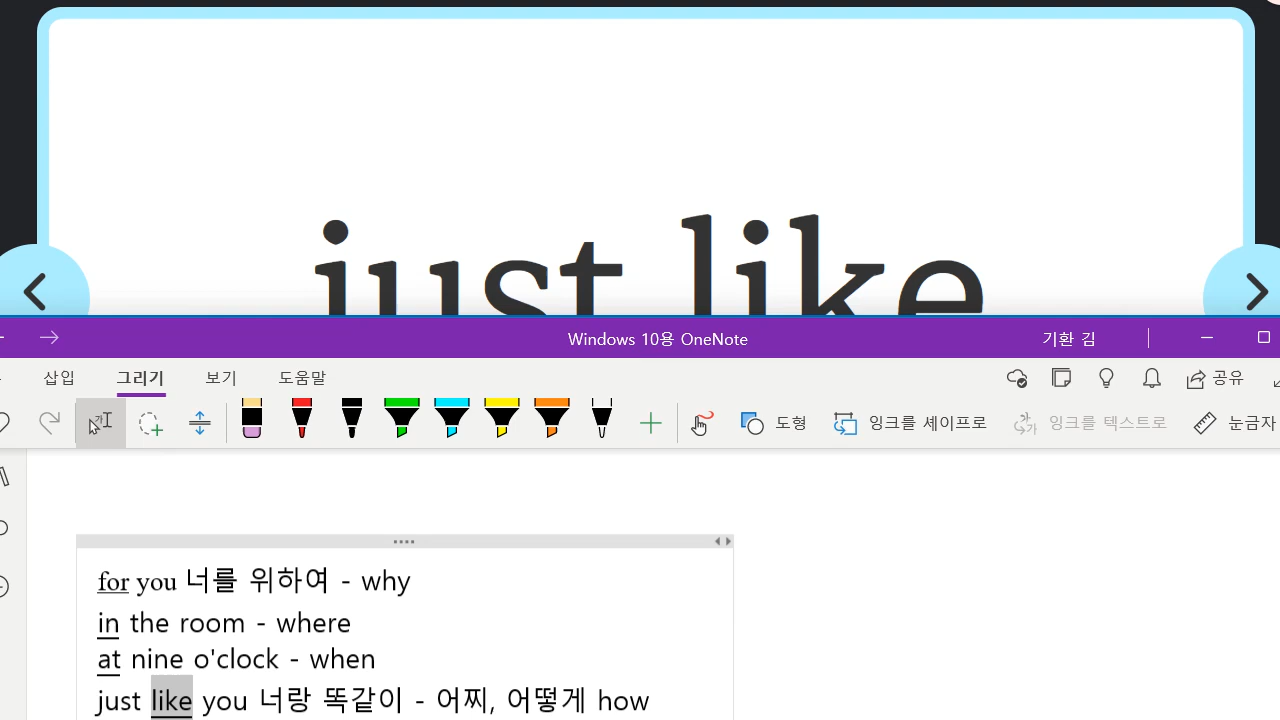 just like
Windows 10용 OneNote
기환 김
삽입 그리기 보기 도움말
공유
도형 잉크를 셰이프로 잉크를 텍스트로 눈금자
for you 너를 위하여 - why
in the room - where
at nine o'clock - when
just like you 너랑 똑같이 - 어찌, 어떻게 how